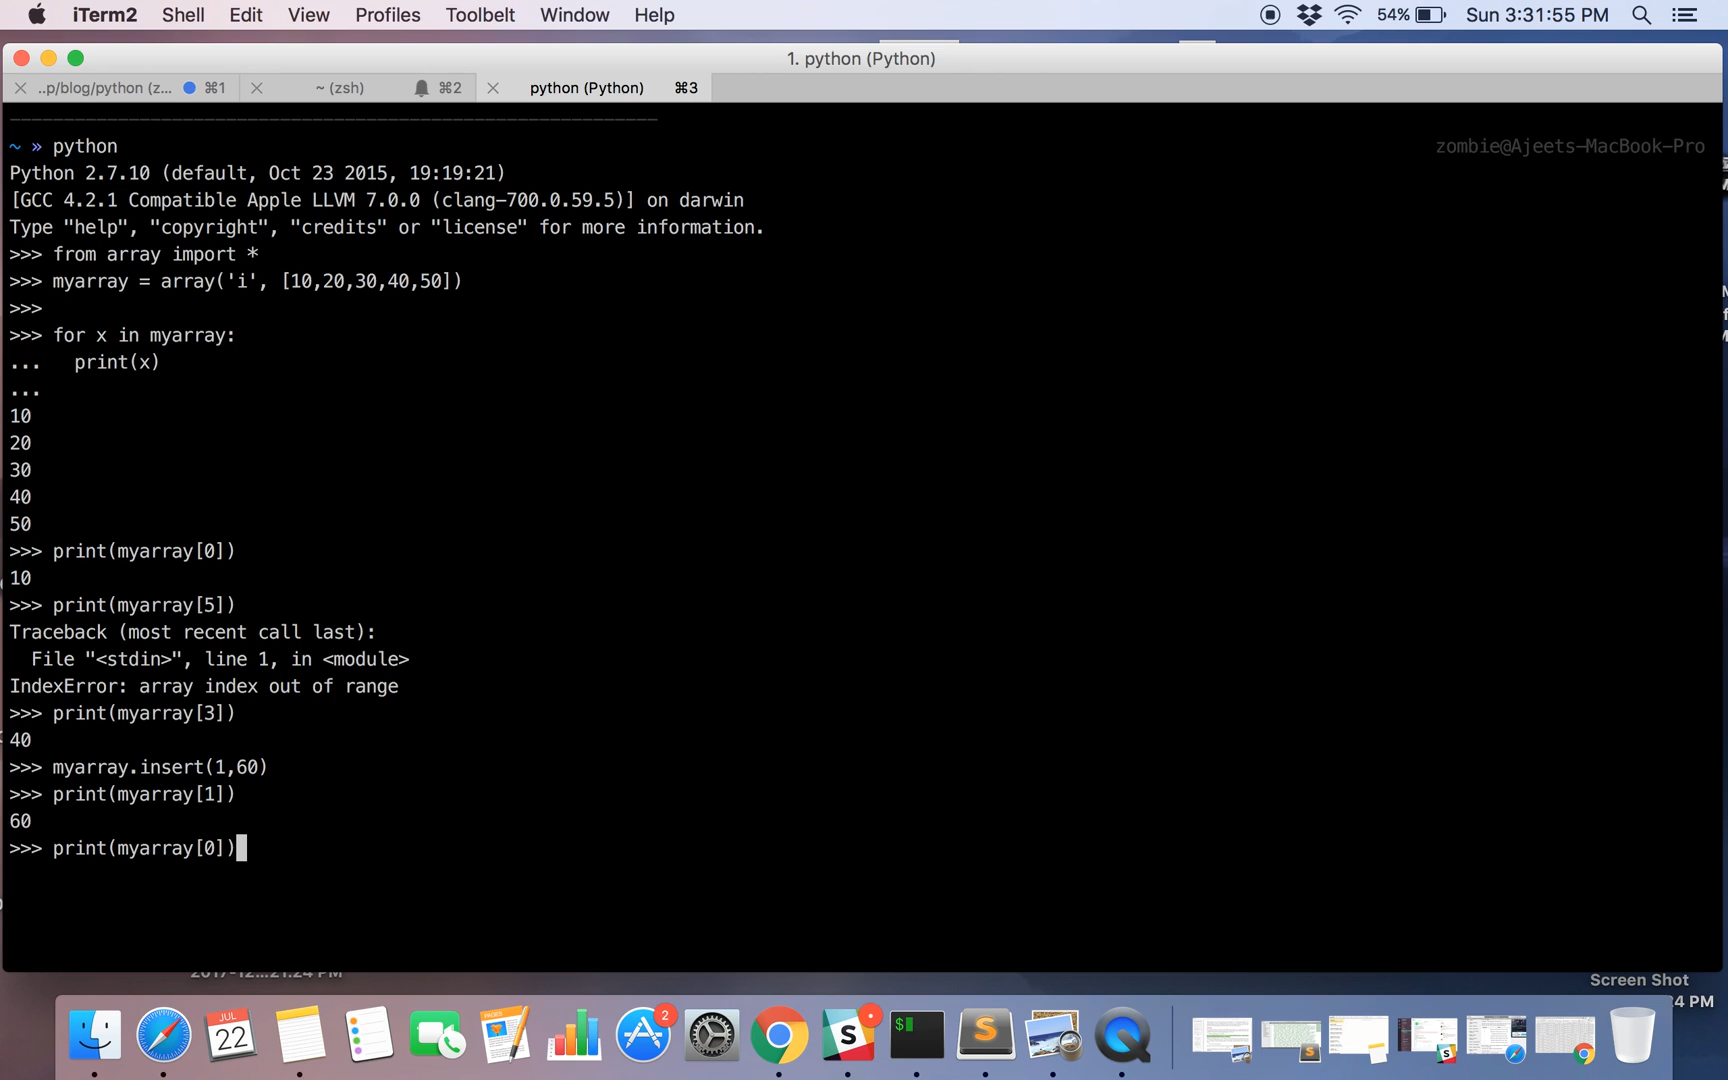 iTerm2 Shell Edit View Profiles Toolbelt Window Help 54% Sun 3:31:55 PM
1. python (Python)
..p/blog/python (z... ⌘1 ~ (zsh) ⌘2 python (Python) ⌘3
~ » python zombie@Ajeets-MacBook-Pro
Python 2.7.10 (default, Oct 23 2015, 19:19:21)
[GCC 4.2.1 Compatible Apple LLVM 7.0.0 (clang-700.0.59.5)] on darwin
Type "help", "copyright", "credits" or "license" for more information.
>>> from array import *
>>> myarray = array('i', [10,20,30,40,50])
>>>
>>> for x in myarray:
...   print(x)
...
10
20
30
40
50
>>> print(myarray[0])
10
>>> print(myarray[5])
Traceback (most recent call last):
  File "<stdin>", line 1, in <module>
IndexError: array index out of range
>>> print(myarray[3])
40
>>> myarray.insert(1,60)
>>> print(myarray[1])
60
>>> print(myarray[0])
Screen Shot
JUL
22
2